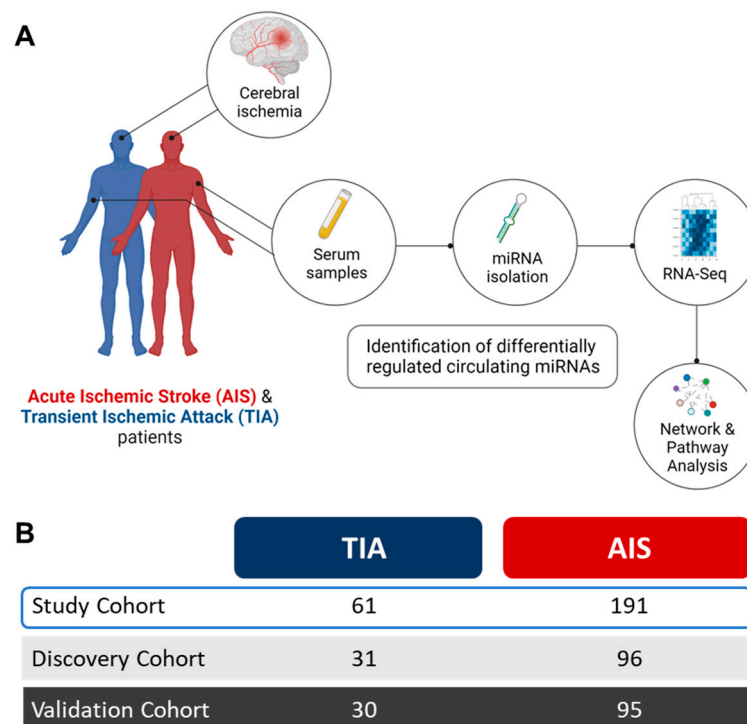 A
Cerebral
ischemia
Serum
samples
miRNA
isolation
RNA-Seq
Identification of differentially
regulated circulating miRNAs
Acute Ischemic Stroke (AIS) &
Transient Ischemic Attack (TIA)
patients
Network &
Pathway
Analysis
B
TIA AIS
Study Cohort 61 191
Discovery Cohort 31 96
Validation Cohort 30 95